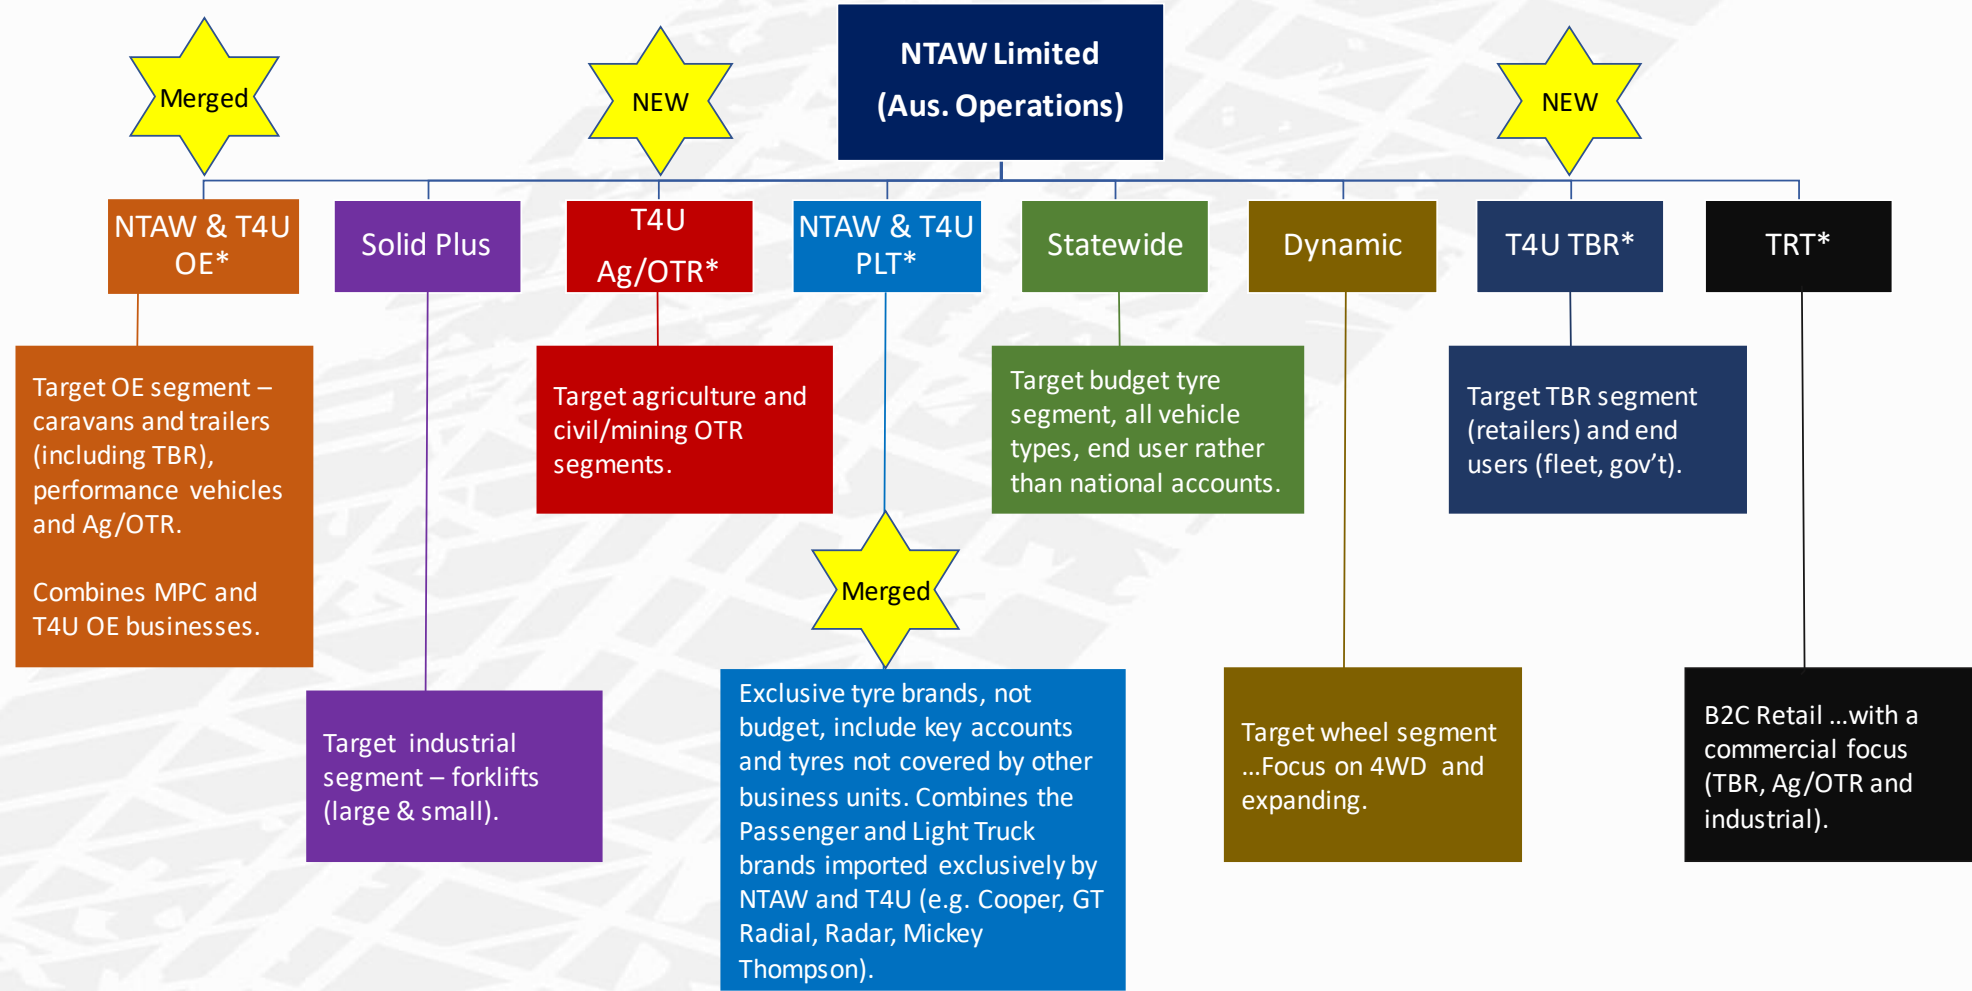 NTAW Limited
(Aus. Operations)
Merged
NEW
NEW
NTAW & T4U
OE*
Solid Plus
T4U
Ag/OTR*
NTAW & T4U
PLT*
Statewide
Dynamic
T4U TBR*
TRT*
Target OE segment –
caravans and trailers
(including TBR),
performance vehicles
and Ag/OTR.
Combines MPC and
T4U OE businesses.
Target industrial
segment – forklifts
(large & small).
Target agriculture and
civil/mining OTR
segments.
Merged
Exclusive tyre brands, not
budget, include key accounts
and tyres not covered by other
business units. Combines the
Passenger and Light Truck
brands imported exclusively by
NTAW and T4U (e.g. Cooper, GT
Radial, Radar, Mickey
Thompson).
Target budget tyre
segment, all vehicle
types, end user rather
than national accounts.
Target wheel segment
...Focus on 4WD and
expanding.
Target TBR segment
(retailers) and end
users (fleet, gov’t).
B2C Retail ...with a
commercial focus
(TBR, Ag/OTR and
industrial).